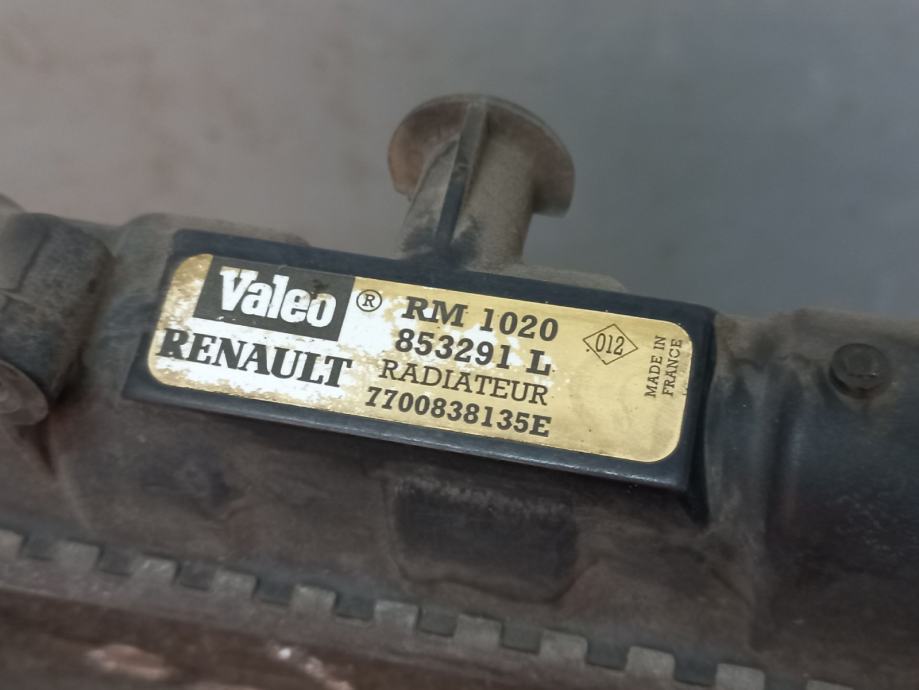 Valeo ® RM 1020
853291 L
RENAULT RADIATEUR
7700838135E
012
MADE IN
FRANCE